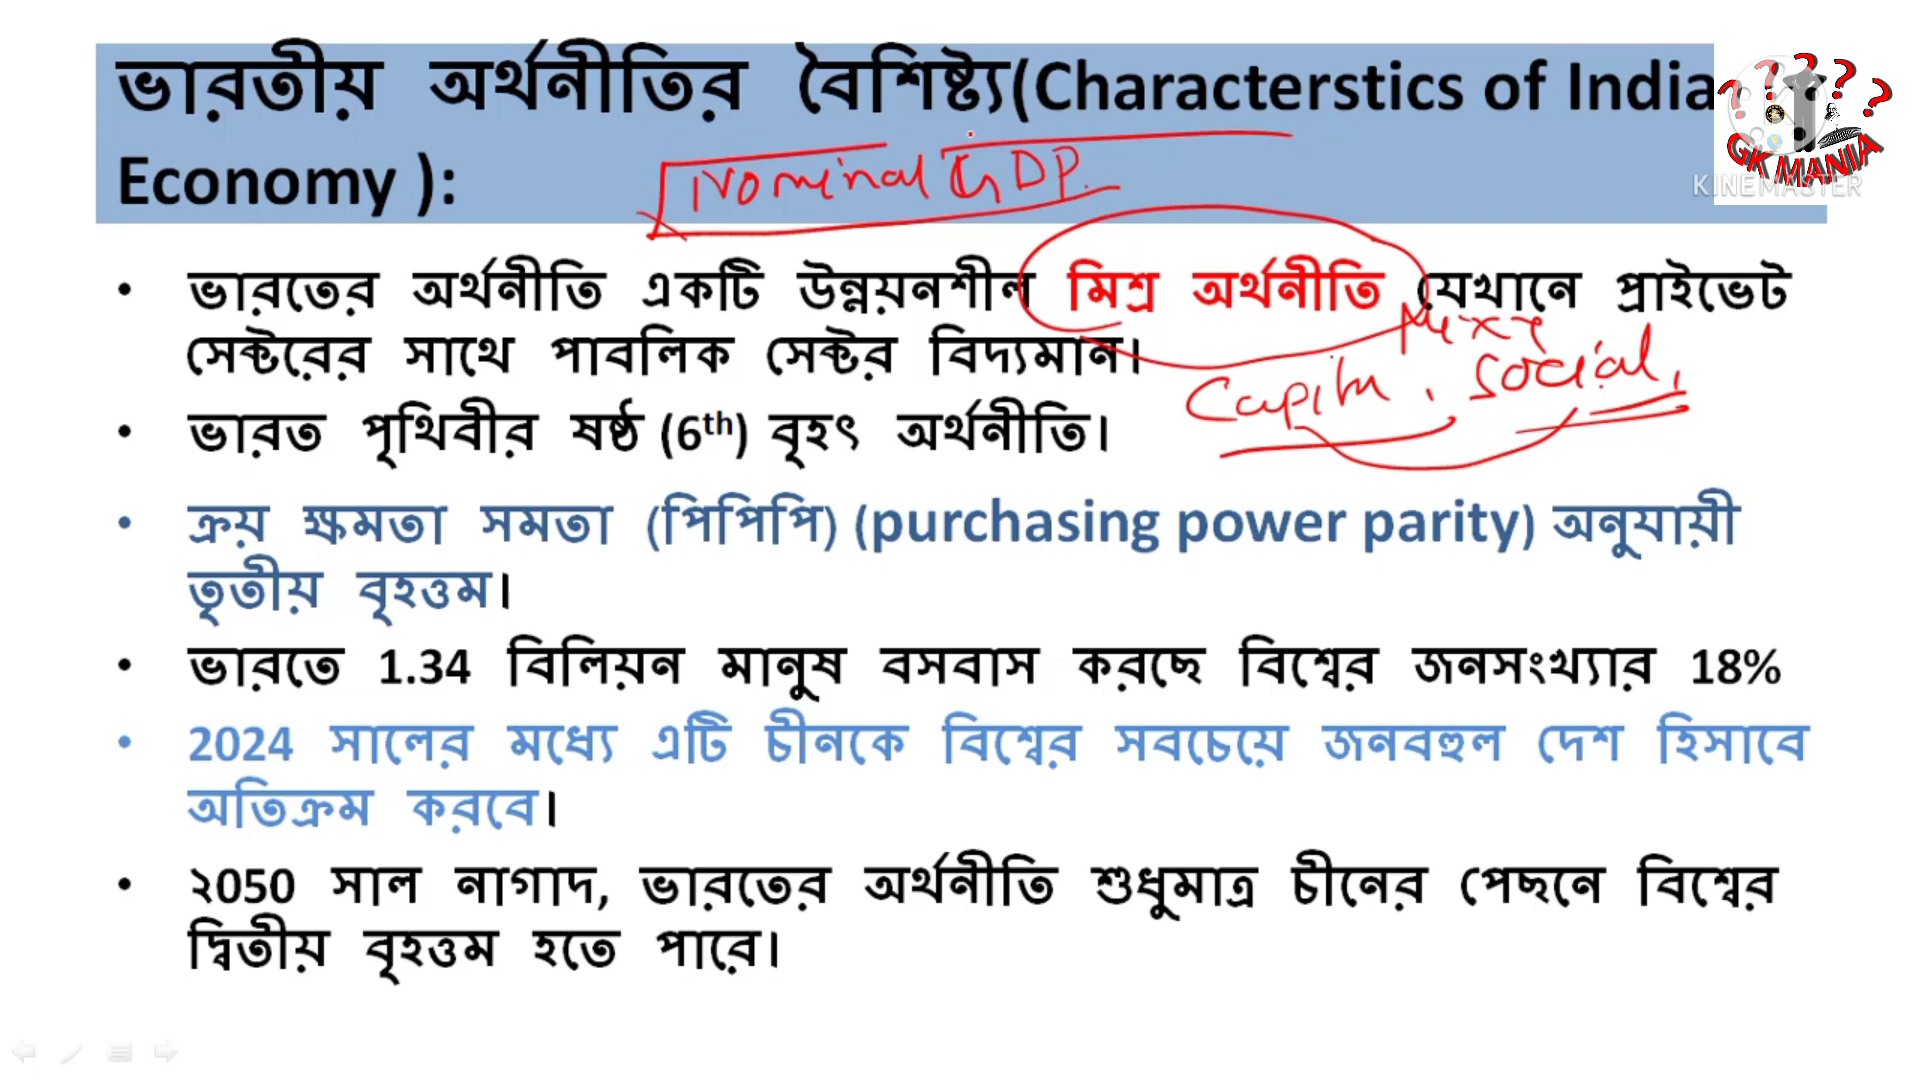 ভারতীয় অর্থনীতির বৈশিষ্ট্য(Characterstics of India
Economy ):
Nominal GDP
GK MANIA
KINEMASTER
• ভারতের অর্থনীতি একটি উন্নয়নশীল মিশ্র অর্থনীতি যেখানে প্রাইভেট
সেক্টরের সাথে পাবলিক সেক্টর বিদ্যমান।
social
• ভারত পৃথিবীর ষষ্ঠ (6th) বৃহৎ অর্থনীতি।
• ক্রয় ক্ষমতা সমতা (পিপিপি) (purchasing power parity) অনুযায়ী
তৃতীয় বৃহত্তম।
• ভারতে 1.34 বিলিয়ন মানুষ বসবাস করছে বিশ্বের জনসংখ্যার 18%
• 2024 সালের মধ্যে এটি চীনকে বিশ্বের সবচেয়ে জনবহুল দেশ হিসাবে
অতিক্রম করবে।
• ২050 সাল নাগাদ, ভারতের অর্থনীতি শুধুমাত্র চীনের পেছনে বিশ্বের
দ্বিতীয় বৃহত্তম হতে পারে।